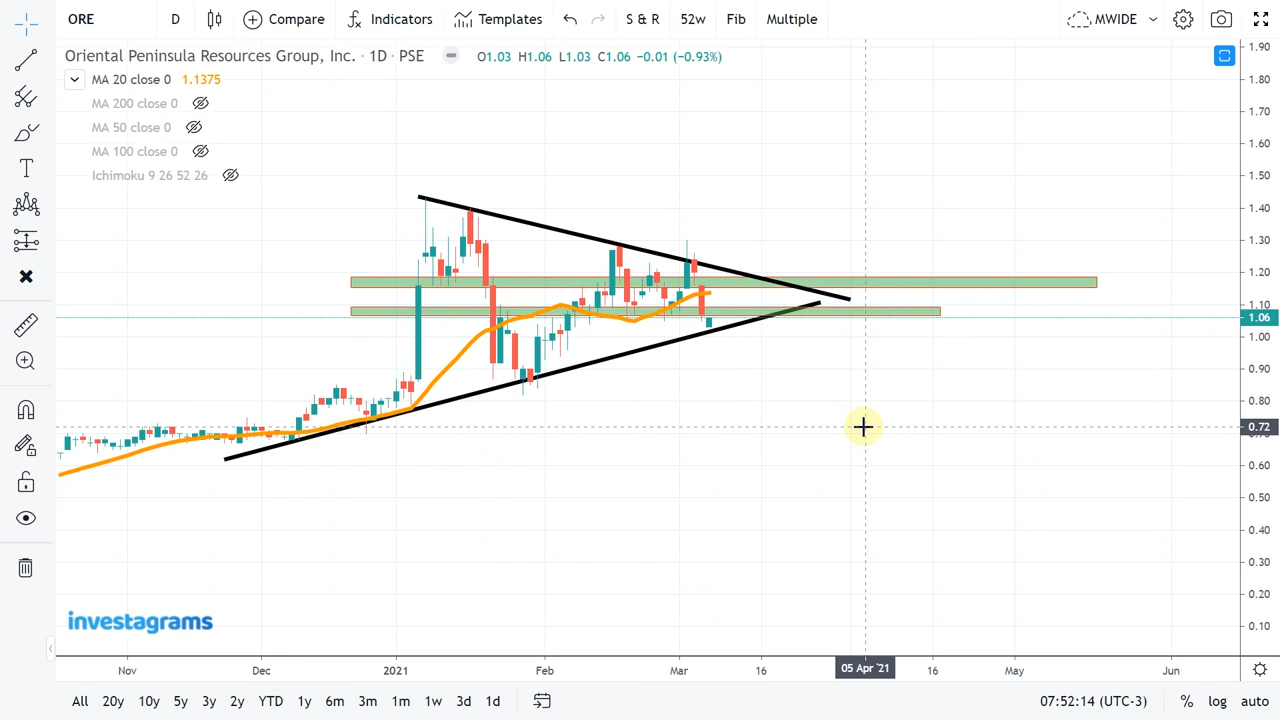 ORE D Compare Indicators Templates S & R 52w Fib Multiple MWIDE
Oriental Peninsula Resources Group, Inc. · 1D · PSE O1.03 H1.06 L1.03 C1.06 −0.01 (−0.93%)
MA 20 close 0 1.1375
MA 200 close 0
MA 50 close 0
MA 100 close 0
Ichimoku 9 26 52 26
1.90
1.80
1.70
1.60
1.50
1.40
1.30
1.20
1.10
1.06
1.00
0.90
0.80
0.72
0.60
0.50
0.40
0.30
0.20
0.10
investagrams
Nov Dec 2021 Feb Mar 16 05 Apr '21 16 May Jun
All 20y 10y 5y 3y 2y YTD 1y 6m 3m 1m 1w 3d 1d 07:52:14 (UTC-3) % log auto